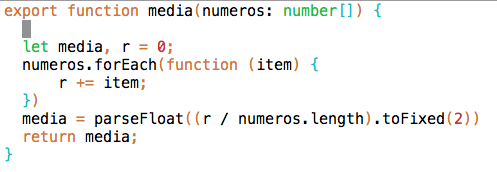 export function media(numeros: number[]) {
let media, r = 0;
numeros.forEach(function (item) {
r += item;
})
media = parseFloat((r / numeros.length).toFixed(2))
return media;
}